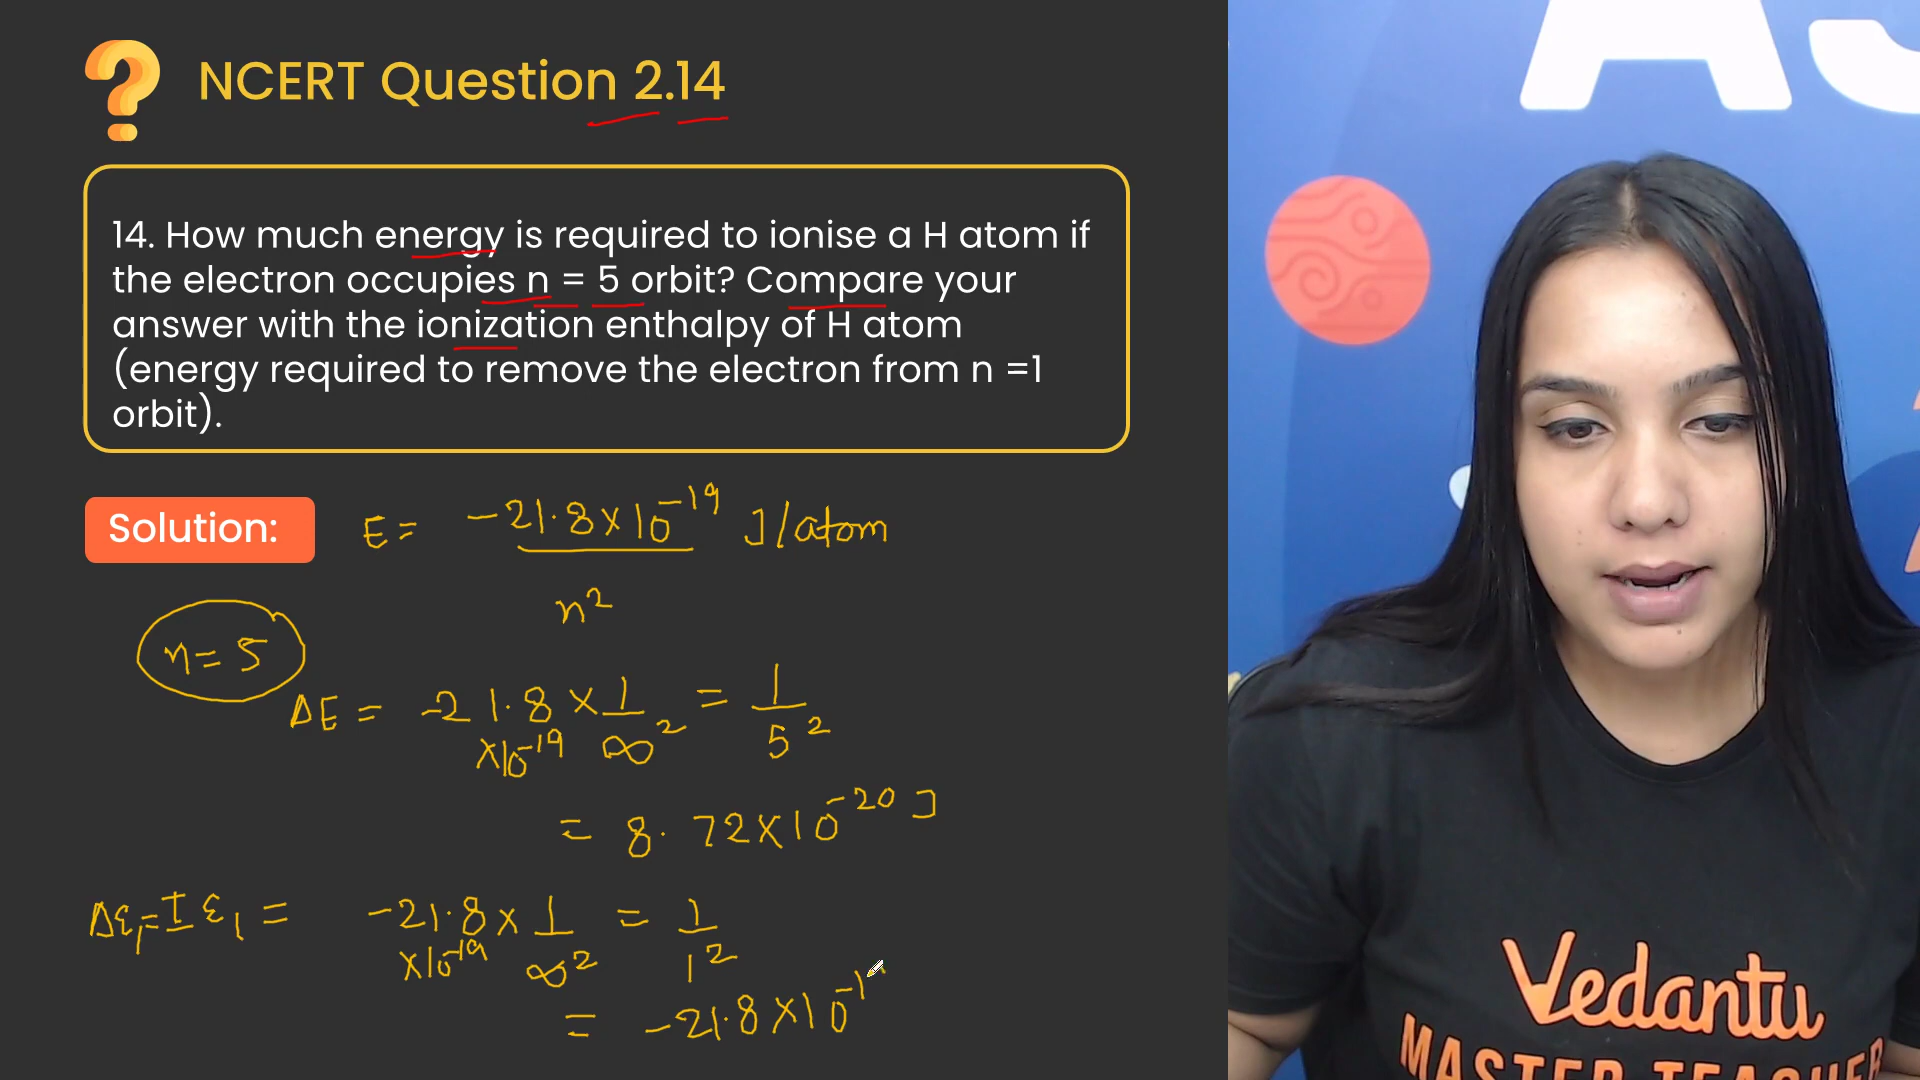 NCERT Question 2.14
14. How much energy is required to ionise a H atom if
the electron occupies n = 5 orbit? Compare your
answer with the ionization enthalpy of H atom
(energy required to remove the electron from n =1
orbit).
Solution: E = -21.8×10⁻¹⁹ J/atom
n²
n = 5
ΔE = -21.8 × 1 = 1
×10⁻¹⁹ ∞² 5²
= 8.72×10⁻²⁰ J
ΔE₁=IE₁ = -21.8 × 1 = 1
×10⁻¹⁹ ∞² 1²
= -21.8×10⁻¹
Vedantu
MASTER TEACHER